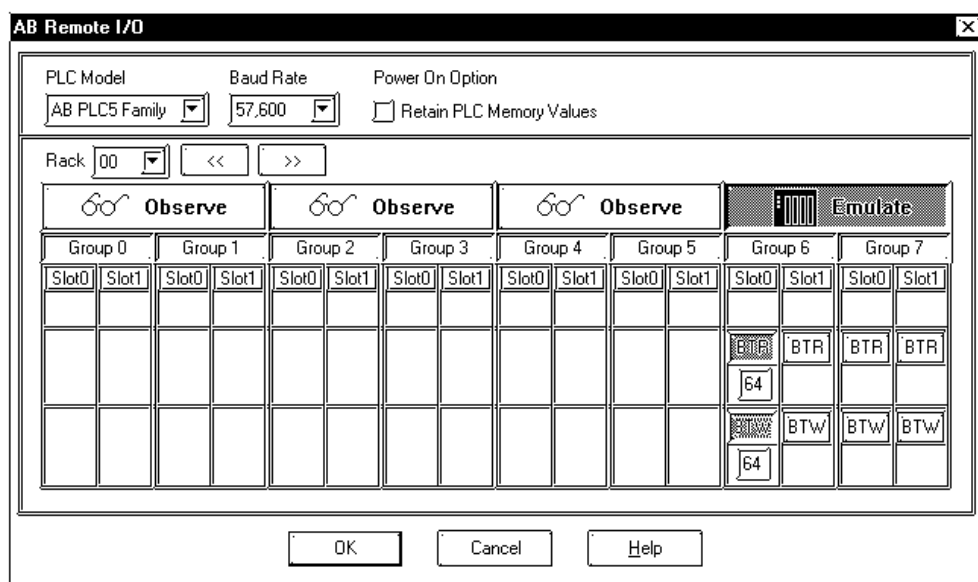 AB Remote I/O
PLC Model Baud Rate Power On Option
AB PLC5 Family 57,600 Retain PLC Memory Values
Rack 00 << >>
Observe Observe Observe Emulate
Group 0 Group 1 Group 2 Group 3 Group 4 Group 5 Group 6 Group 7
Slot0 Slot1 Slot0 Slot1 Slot0 Slot1 Slot0 Slot1 Slot0 Slot1 Slot0 Slot1 Slot0 Slot1 Slot0 Slot1
BTR BTR BTR BTR
64
BTW BTW BTW BTW
64
OK Cancel Help